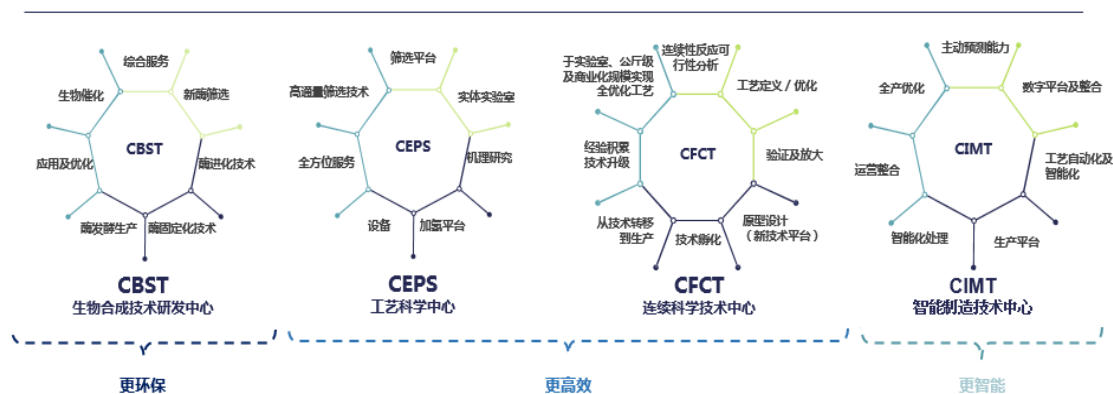 综合服务
生物催化
新酶筛选
CBST
应用及优化
酶进化技术
酶发酵生产
酶固定化技术
CBST
生物合成技术研发中心
筛选平台
高通量筛选技术
实体实验室
CEPS
全方位服务
机理研究
设备
加氢平台
CEPS
工艺科学中心
于实验室、公斤级
及商业化规模实现
全优化工艺
连续性反应可
行性分析
工艺定义 / 优化
经验积累
技术升级
CFCT
验证及放大
从技术转移
到生产
技术孵化
原型设计
（新技术平台）
CFCT
连续科学技术中心
主动预测能力
全产优化
数字平台及整合
CIMT
运营整合
工艺自动化及
智能化
智能化处理
生产平台
CIMT
智能制造技术中心
更环保
更高效
更智能